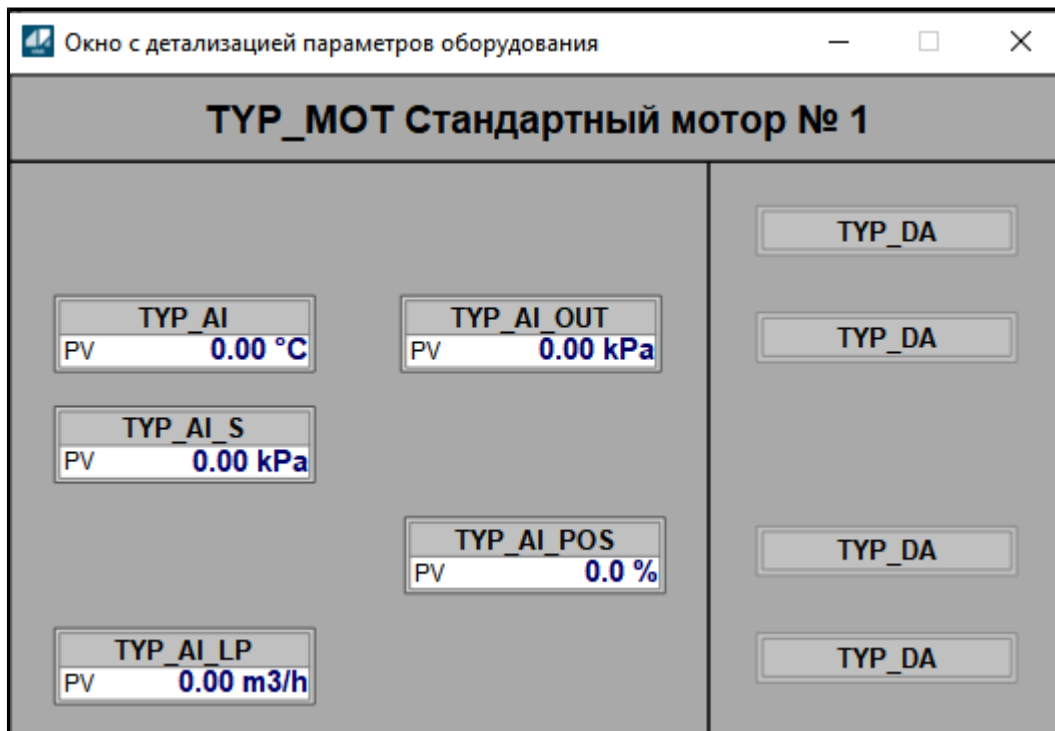 Окно с детализацией параметров оборудования
TYP_MOT Стандартный мотор № 1
TYP_DA
TYP_AI
PV 0.00 °C
TYP_AI_OUT
PV 0.00 kPa
TYP_DA
TYP_AI_S
PV 0.00 kPa
TYP_AI_POS
PV 0.0 %
TYP_DA
TYP_AI_LP
PV 0.00 m3/h
TYP_DA